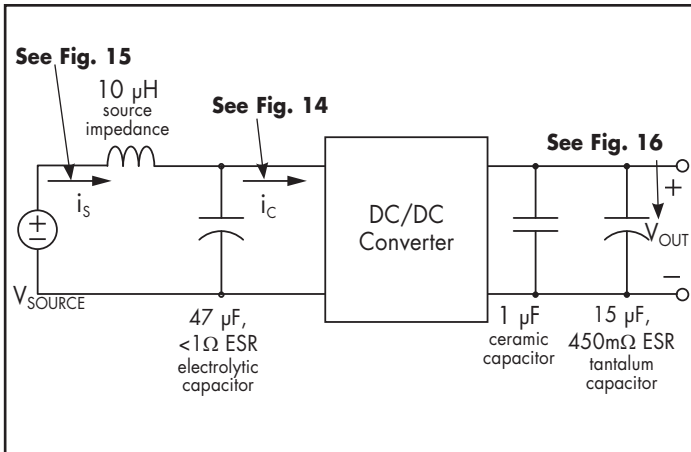 See Fig. 15
10 µH
source
impedance
See Fig. 14
See Fig. 16
i_S
i_C
DC/DC
Converter
+
V_OUT
−
V_SOURCE
47 µF,
<1Ω ESR
electrolytic
capacitor
1 µF
ceramic
capacitor
15 µF,
450mΩ ESR
tantalum
capacitor